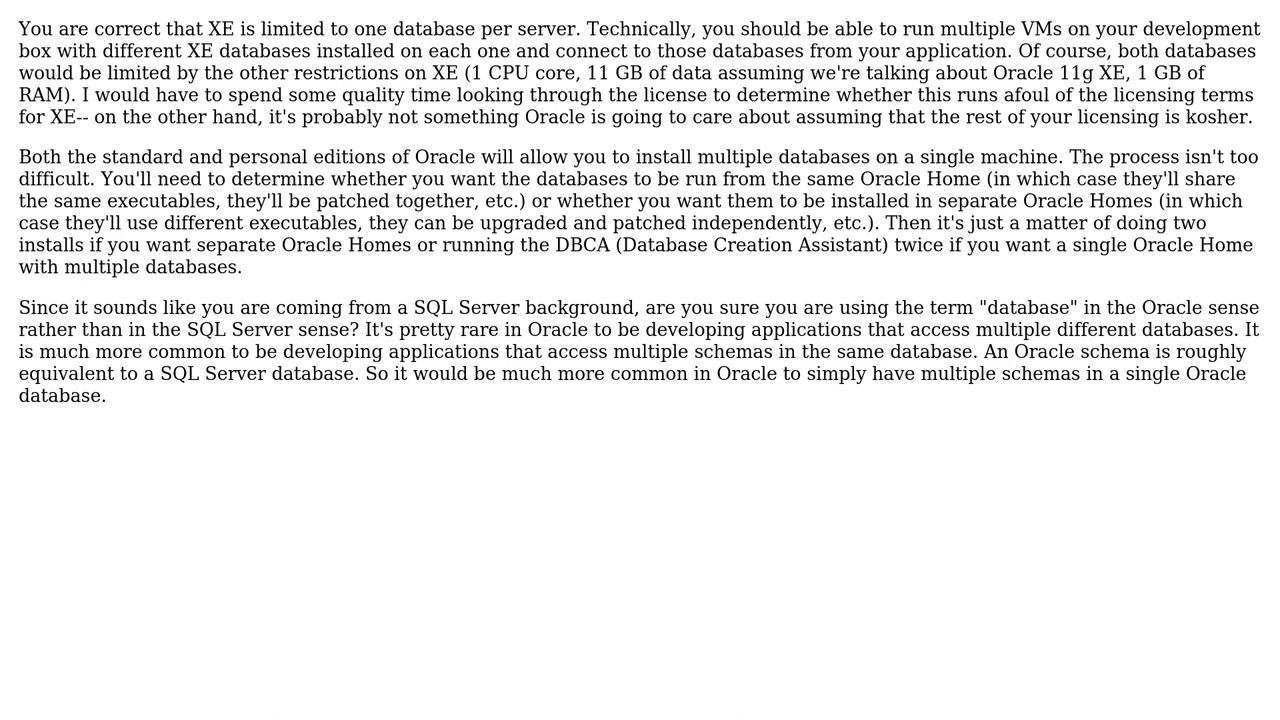 You are correct that XE is limited to one database per server. Technically, you should be able to run multiple VMs on your development
box with different XE databases installed on each one and connect to those databases from your application. Of course, both databases
would be limited by the other restrictions on XE (1 CPU core, 11 GB of data assuming we're talking about Oracle 11g XE, 1 GB of
RAM). I would have to spend some quality time looking through the license to determine whether this runs afoul of the licensing terms
for XE-- on the other hand, it's probably not something Oracle is going to care about assuming that the rest of your licensing is kosher.
Both the standard and personal editions of Oracle will allow you to install multiple databases on a single machine. The process isn't too
difficult. You'll need to determine whether you want the databases to be run from the same Oracle Home (in which case they'll share
the same executables, they'll be patched together, etc.) or whether you want them to be installed in separate Oracle Homes (in which
case they'll use different executables, they can be upgraded and patched independently, etc.). Then it's just a matter of doing two
installs if you want separate Oracle Homes or running the DBCA (Database Creation Assistant) twice if you want a single Oracle Home
with multiple databases.
Since it sounds like you are coming from a SQL Server background, are you sure you are using the term "database" in the Oracle sense
rather than in the SQL Server sense? It's pretty rare in Oracle to be developing applications that access multiple different databases. It
is much more common to be developing applications that access multiple schemas in the same database. An Oracle schema is roughly
equivalent to a SQL Server database. So it would be much more common in Oracle to simply have multiple schemas in a single Oracle
database.